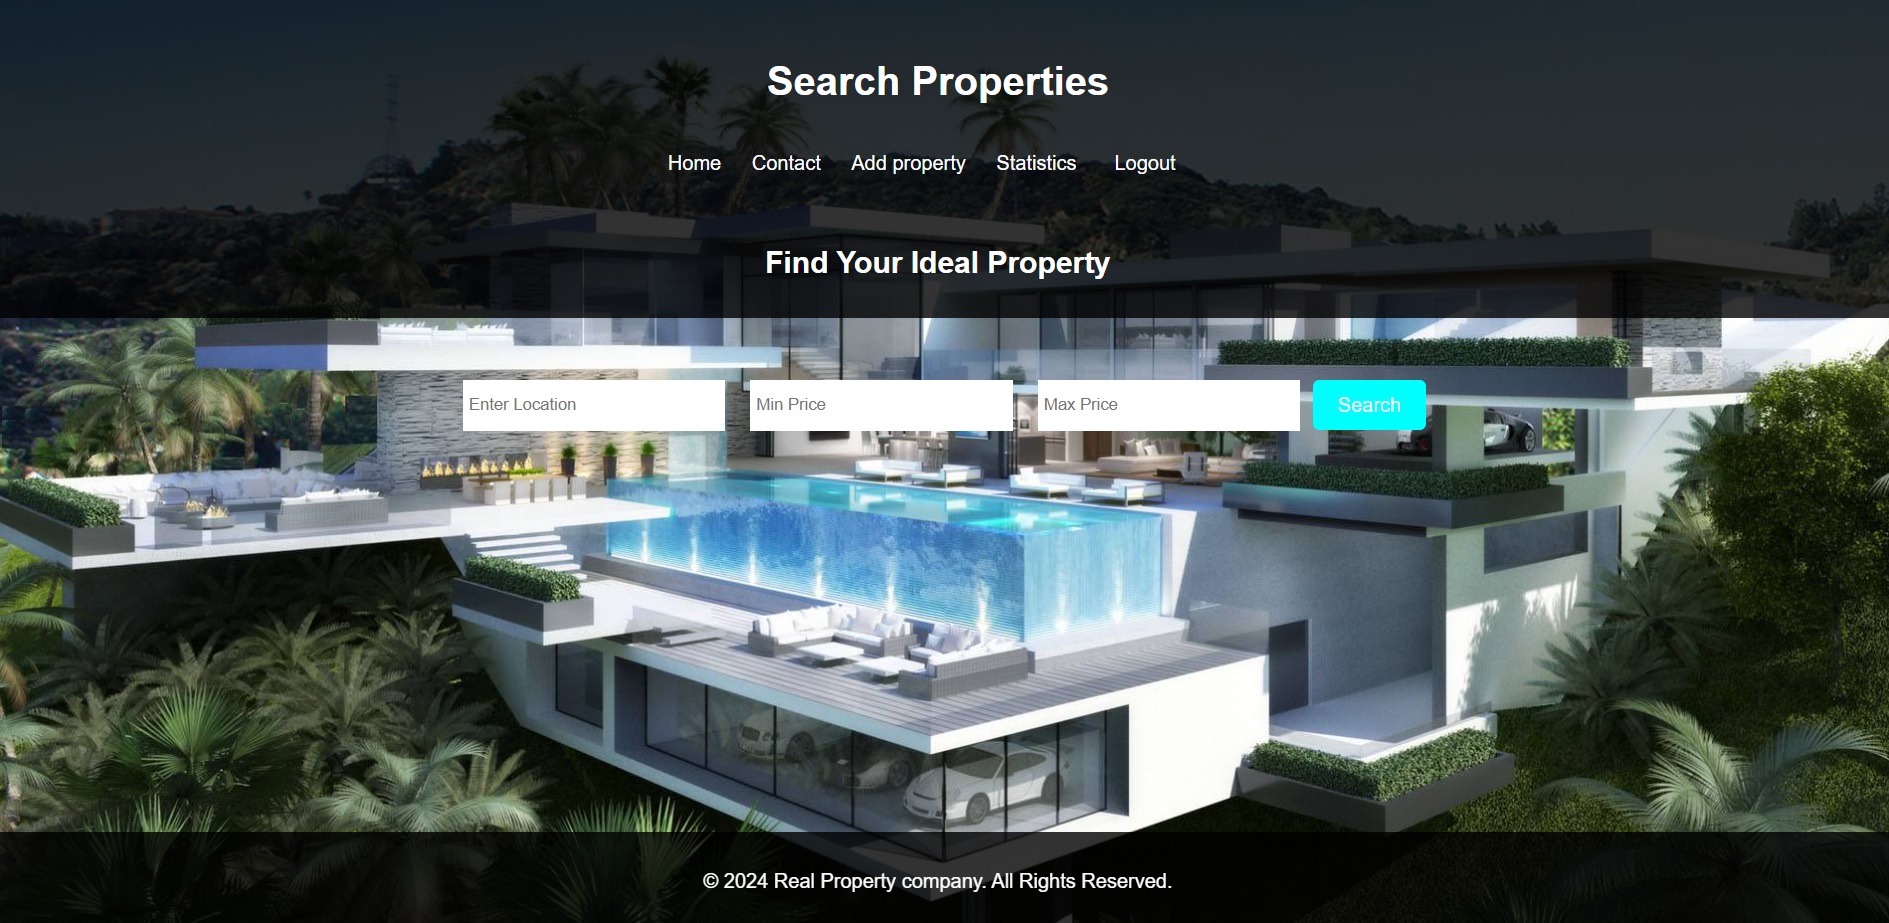 Search Properties
Home Contact Add property Statistics Logout
Find Your Ideal Property
Enter Location Min Price Max Price Search
© 2024 Real Property company. All Rights Reserved.